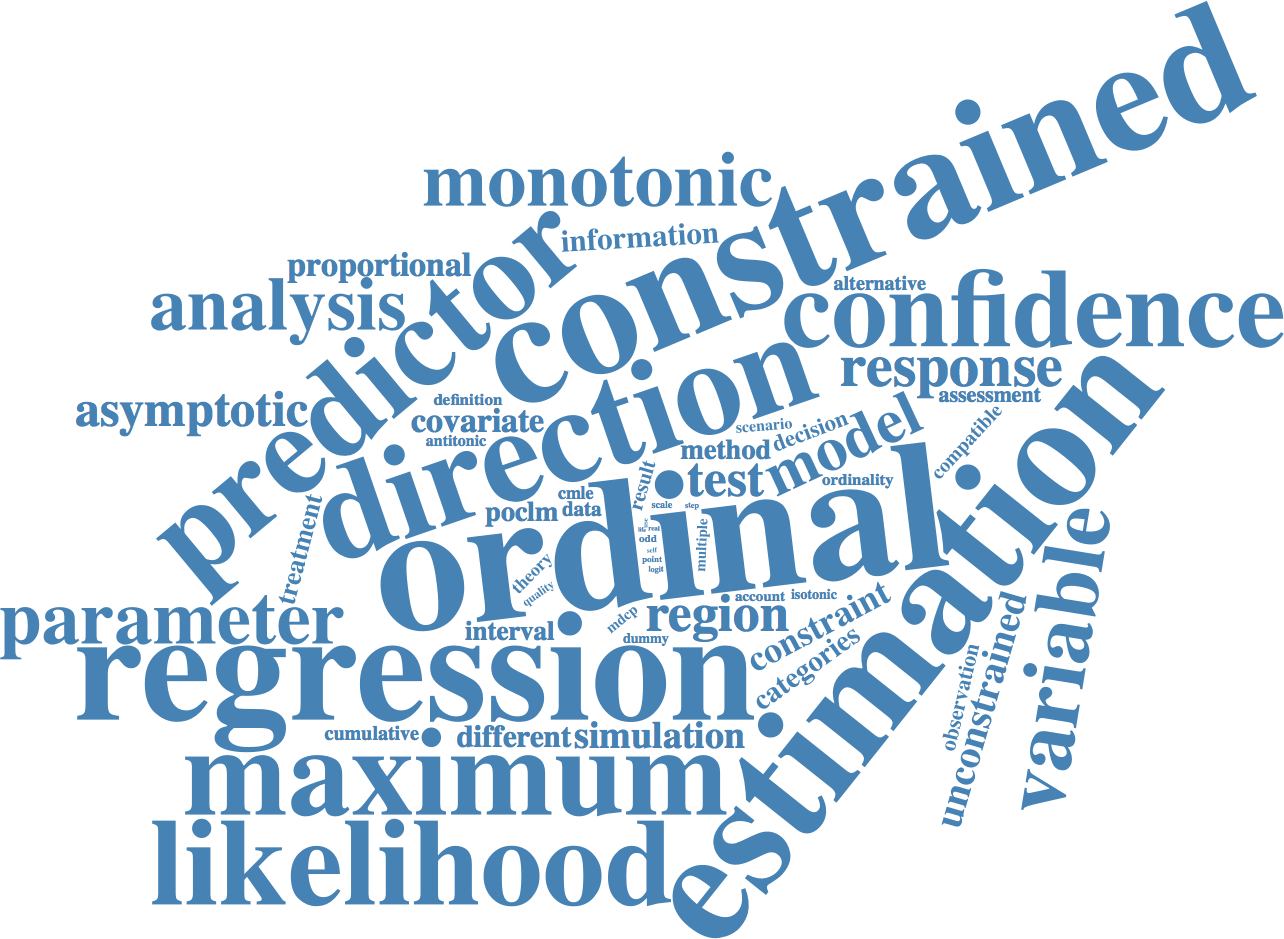 constrained
monotonic
predictor
information
proportional
analysis
alternative
confidence
direction
response
asymptotic
definition
covariate
antitonic
assessment
scenario
decision
method
model
compatible
estimation
result
test
ordinality
ordinal
cmle
data
poclm
scale
step
treatment
life
real
odd
multiple
self
point
logit
theory
quality
variable
parameter
interval
mdcp
region
account
isotonic
constraint
dummy
categories
regression
unconstrained
observation
cumulative
different
simulation
maximum
likelihood